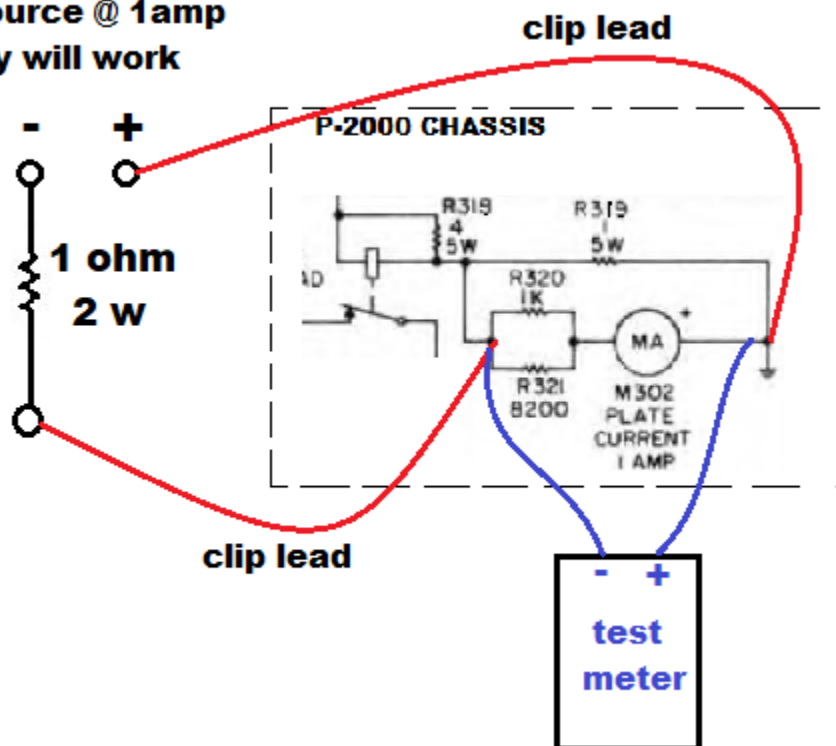 ource @ 1amp
y will work
clip lead
- +
P-2000 CHASSIS
R318
4
5W
R319
1
5W
1 ohm
2 w
AD
R320
1K
+
MA
R321
8200
M302
PLATE
CURRENT
1 AMP
clip lead
- +
test
meter